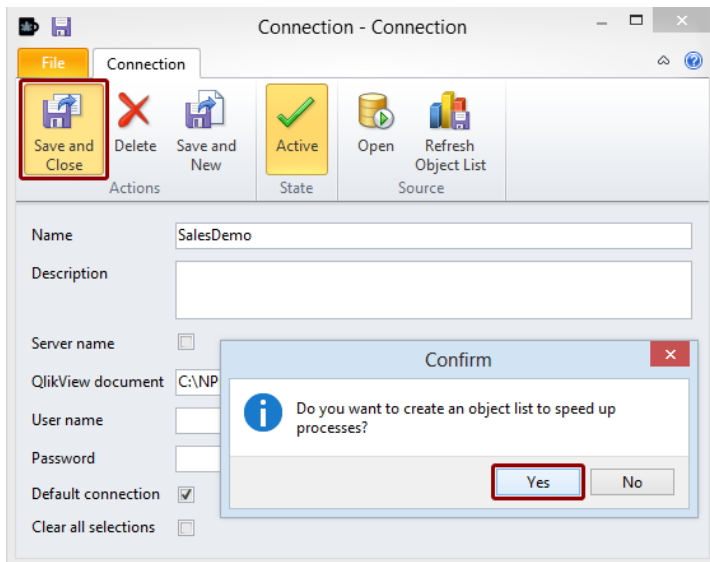 Connection - Connection
File
Connection
Save and Close
Delete
Save and New
Active
Open
Refresh Object List
Actions
State
Source
Name
SalesDemo
Description
Server name
QlikView document
C:\NP
User name
Password
Default connection
Clear all selections
Confirm
Do you want to create an object list to speed up
processes?
Yes
No